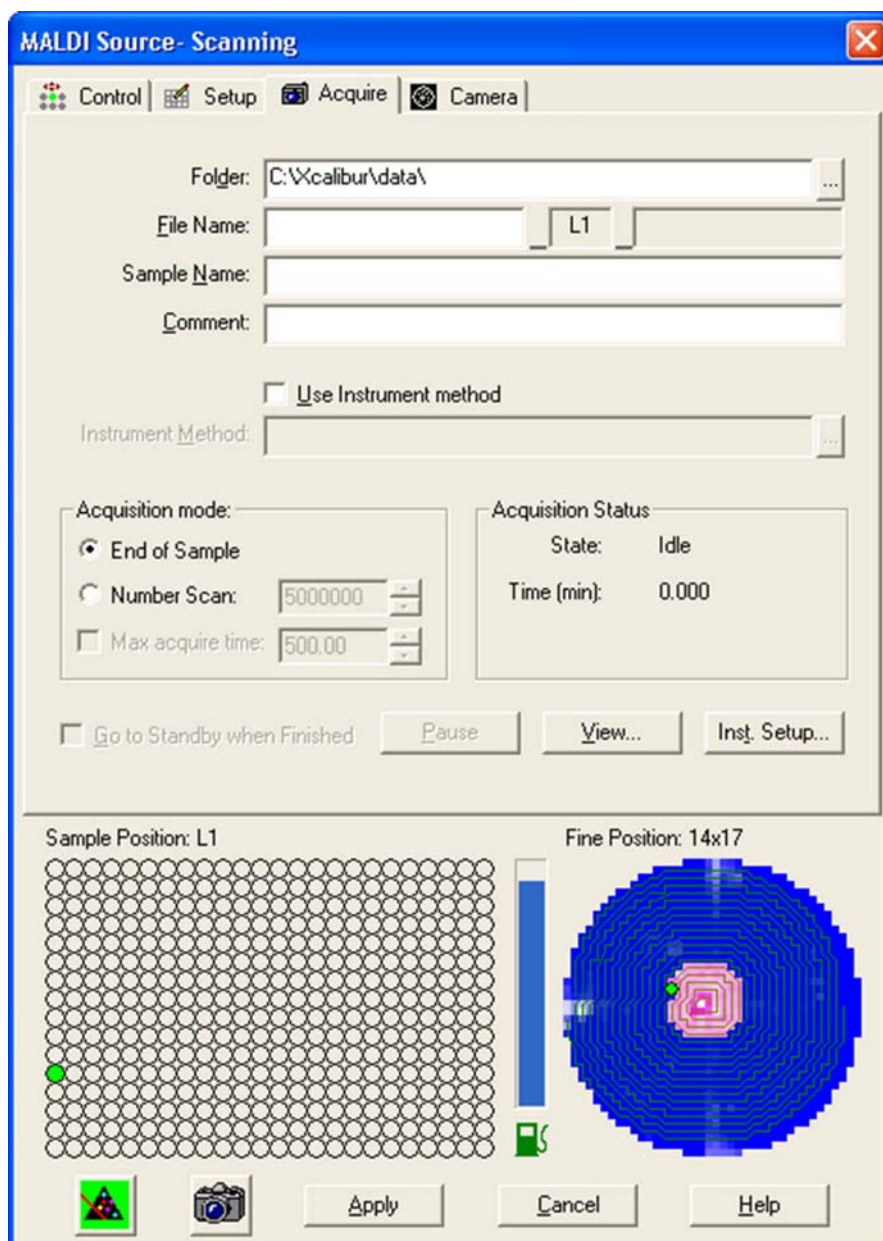 MALDI Source- Scanning
Control Setup Acquire Camera
Folder: C:\Xcalibur\data\ ...
File Name: _ L1 _
Sample Name:
Comment:
Use Instrument method
Instrument Method: ...
Acquisition mode:
End of Sample
Number Scan: 5000000
Max acquire time: 500.00
Acquisition Status
State: Idle
Time (min): 0.000
Go to Standby when Finished Pause View... Inst. Setup...
Sample Position: L1
Fine Position: 14x17
Apply Cancel Help